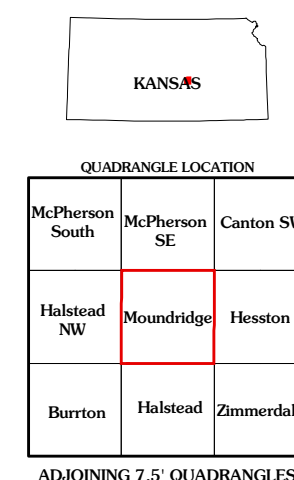 KANSAS
QUADRANGLE LOCATION
McPherson
South
McPherson
SE
Canton SW
Halstead
NW
Moundridge
Hesston
Burrton
Halstead
Zimmerdal
ADJOINING 7.5' QUADRANGLES